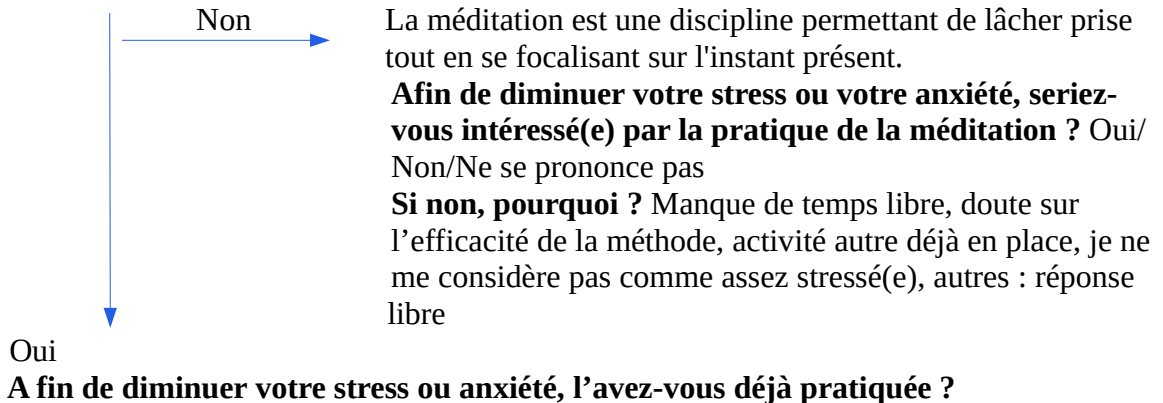 Non
La méditation est une discipline permettant de lâcher prise
tout en se focalisant sur l'instant présent.
Afin de diminuer votre stress ou votre anxiété, seriez-
vous intéressé(e) par la pratique de la méditation ? Oui/
Non/Ne se prononce pas
Si non, pourquoi ? Manque de temps libre, doute sur
l’efficacité de la méthode, activité autre déjà en place, je ne
me considère pas comme assez stressé(e), autres : réponse
libre
Oui
A fin de diminuer votre stress ou anxiété, l’avez-vous déjà pratiquée ?